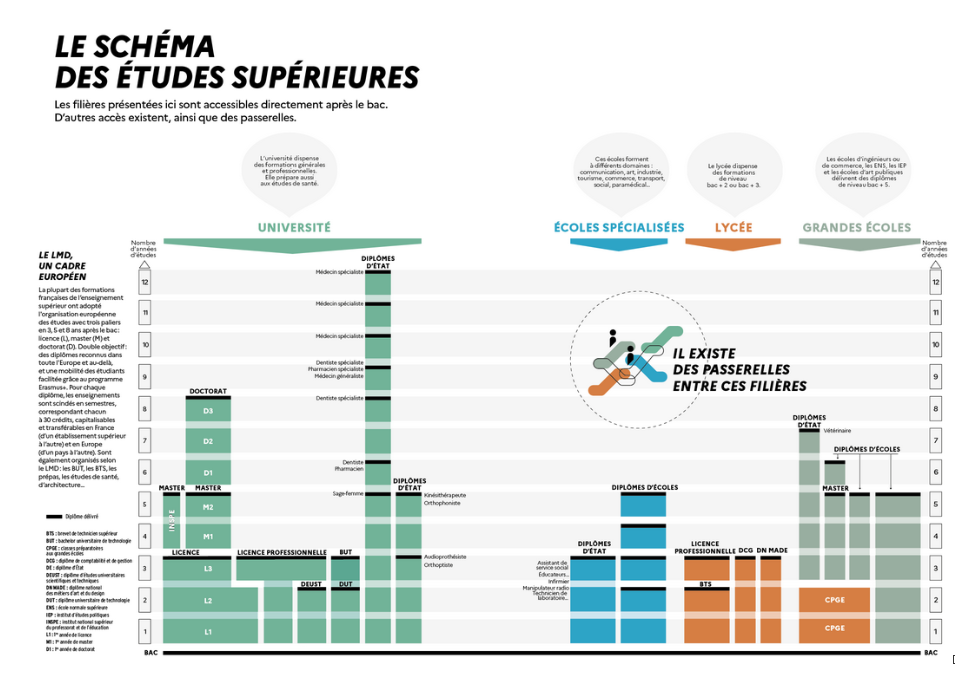 LE SCHÉMA
DES ÉTUDES SUPÉRIEURES
Les filières présentées ici sont accessibles directement après le bac.
D'autres accès existent, ainsi que des passerelles.
L'université dispense
des formations générales
et professionnelles.
Elle prépare aussi
aux études de santé.
Ces écoles forment
à différents domaines :
communication, art, industrie,
tourisme, commerce, transport,
social, paramédical...
Le lycée dispense
des formations
de niveau
bac + 2 ou bac + 3.
Les écoles d'ingénieurs ou
de commerce, les ENS, les IEP
et les écoles d'art publiques
délivrent des diplômes
de niveau bac + 5.
UNIVERSITÉ
ÉCOLES SPÉCIALISÉES
LYCÉE
GRANDES ÉCOLES
Nombre
d'années
d'études
Nombre
d'années
d'études
LE LMD,
UN CADRE
EUROPÉEN
La plupart des formations
françaises de l'enseignement
supérieur ont adopté
l'organisation européenne
des études avec trois paliers
en 3, 5 et 8 ans après le bac :
licence (L), master (M) et
doctorat (D). Double objectif :
des diplômes reconnus dans
toute l'Europe et au-delà,
et une mobilité des étudiants
facilitée grâce au programme
Erasmus+. Pour chaque
diplôme, les enseignements
sont scindés en semestres,
correspondant chacun
à 30 crédits, capitalisables
et transférables en France
(d'un établissement supérieur
à l'autre) et en Europe
(d'un pays à l'autre). Sont
également organisés selon
le LMD : les BUT, les BTS, les
prépas, les études de santé,
d'architecture...
Diplôme délivré
BTS : brevet de technicien supérieur
BUT : bachelor universitaire de technologie
CPGE : classes préparatoires
aux grandes écoles
DCG : diplôme de comptabilité et de gestion
DE : diplôme d'État
DEUST : diplôme d'études universitaires
scientifiques et techniques
DN MADE : diplôme national
des métiers d'art et du design
DUT : diplôme universitaire de technologie
ENS : école normale supérieure
IEP : institut d'études politiques
INSPE : institut national supérieur
du professorat et de l'éducation
L1 : 1re année de licence
M1 : 1re année de master
D1 : 1re année de doctorat
DIPLÔMES
D'ÉTAT
12
Médecin spécialiste
12
11
Médecin spécialiste
11
10
Médecin spécialiste
10
IL EXISTE
DES PASSERELLES
ENTRE CES FILIÈRES
9
Dentiste spécialiste
Pharmacien spécialiste
Médecin généraliste
9
DOCTORAT
8
D3
Dentiste spécialiste
8
DIPLÔMES
D'ÉTAT
7
D2
Vétérinaire
7
DIPLÔMES D'ÉCOLES
6
D1
Dentiste
Pharmacien
6
MASTER
MASTER
DIPLÔMES
D'ÉTAT
DIPLÔMES D'ÉCOLES
MASTER
5
INSPE
M2
Sage-femme
Kinésithérapeute
Orthophoniste
5
4
M1
4
LICENCE
LICENCE PROFESSIONNELLE
BUT
Audioprothésiste
Orthoptiste
DIPLÔMES
D'ÉTAT
LICENCE
PROFESSIONNELLE
DCG
DN MADE
3
L3
Assistant de
service social
Éducateurs...
Infirmier
Manipulateur radio
Technicien de
laboratoire...
3
DEUST
DUT
BTS
2
L2
CPGE
2
1
L1
CPGE
1
BAC
BAC